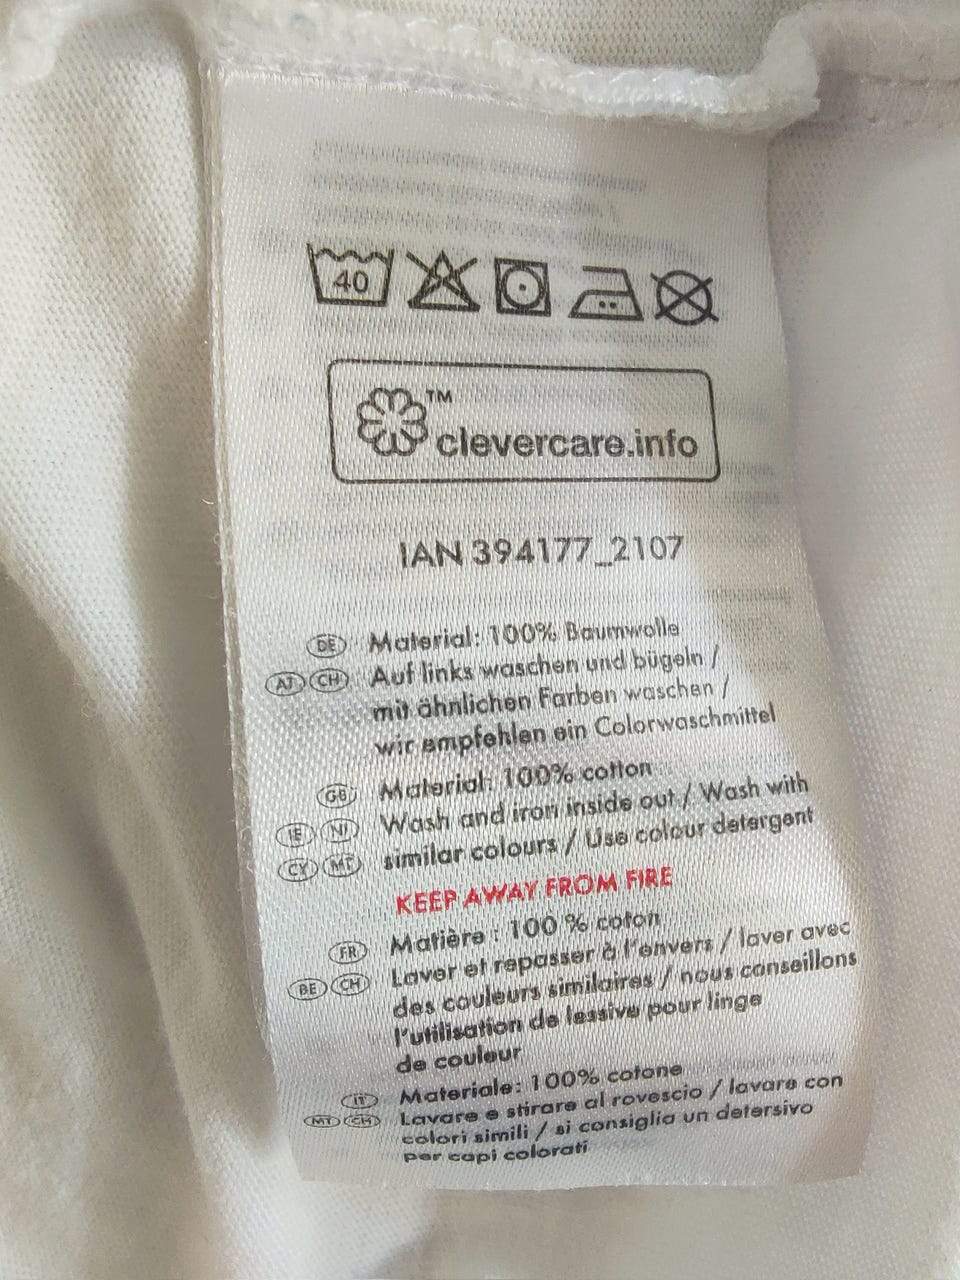 40
TM
clevercare.info
IAN 394177_2107
DE Material: 100% Baumwolle
AT CH Auf links waschen und bügeln /
mit ähnlichen Farben waschen /
wir empfehlen ein Colorwaschmittel
GB Material: 100% cotton
IE NI Wash and iron inside out / Wash with
CY MT similar colours / Use colour detergent
KEEP AWAY FROM FIRE
FR Matière : 100 % coton
BE CH Laver et repasser à l'envers / laver avec
des couleurs similaires / nous conseillons
l'utilisation de lessive pour linge
de couleur
IT Materiale: 100% cotone
MT CH Lavare e stirare al rovescio / lavare con
colori simili / si consiglia un detersivo
per capi colorati